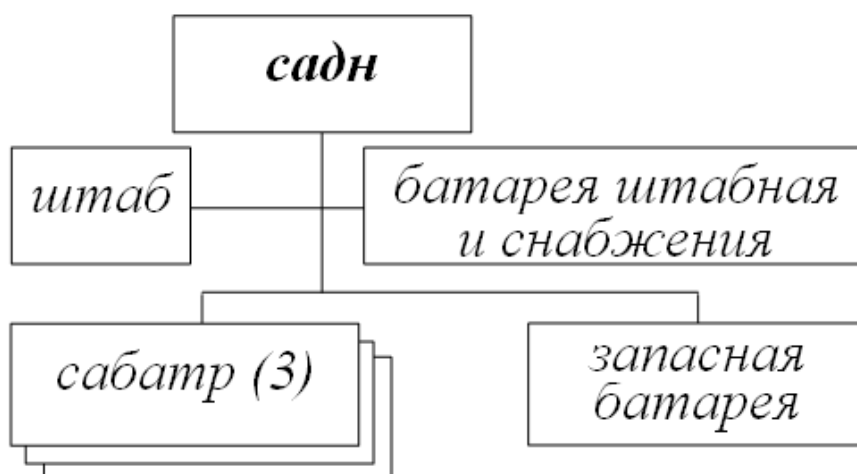 садн
штаб
батарея штабная
и снабжения
сабатр (3)
запасная
батарея